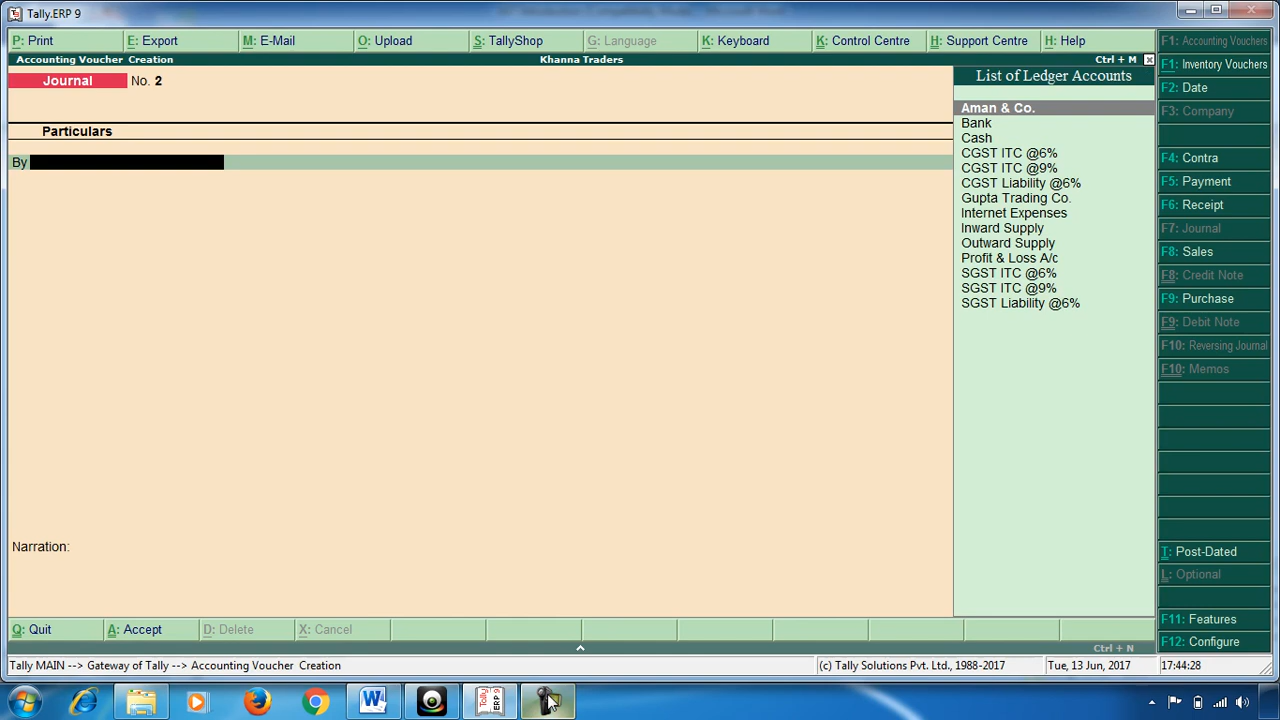 Tally.ERP 9
P: Print E: Export M: E-Mail O: Upload S: TallyShop G: Language K: Keyboard K: Control Centre H: Support Centre H: Help
Accounting Voucher Creation Khanna Traders Ctrl + M
Journal No. 2
Particulars
By
List of Ledger Accounts
Aman & Co.
Bank
Cash
CGST ITC @6%
CGST ITC @9%
CGST Liability @6%
Gupta Trading Co.
Internet Expenses
Inward Supply
Outward Supply
Profit & Loss A/c
SGST ITC @6%
SGST ITC @9%
SGST Liability @6%
F1: Accounting Vouchers
F1: Inventory Vouchers
F2: Date
F3: Company
F4: Contra
F5: Payment
F6: Receipt
F7: Journal
F8: Sales
F8: Credit Note
F9: Purchase
F9: Debit Note
F10: Reversing Journal
F10: Memos
T: Post-Dated
L: Optional
F11: Features
F12: Configure
Narration:
Q: Quit A: Accept D: Delete X: Cancel
Ctrl + N
Tally MAIN --> Gateway of Tally --> Accounting Voucher Creation (c) Tally Solutions Pvt. Ltd., 1988-2017 Tue, 13 Jun, 2017 17:44:28
W Tally ERP 9